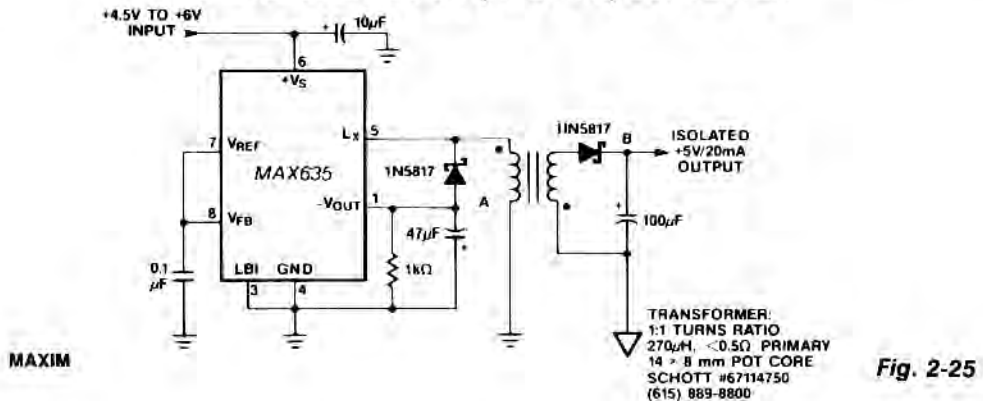 +4.5V TO +6V
INPUT
10µF
6
+VS
7
VREF
LX
5
MAX635
1N5817
11N5817
B
ISOLATED
+5V/20mA
OUTPUT
-VOUT
1
A
8
VFB
47µF
+
100µF
+
1kΩ
0.1
µF
LBI
GND
3
4
TRANSFORMER:
1:1 TURNS RATIO
270µH, <0.5Ω PRIMARY
14 > 8 mm POT CORE
SCHOTT #67114750
(615) 889-8800
MAXIM
Fig. 2-25